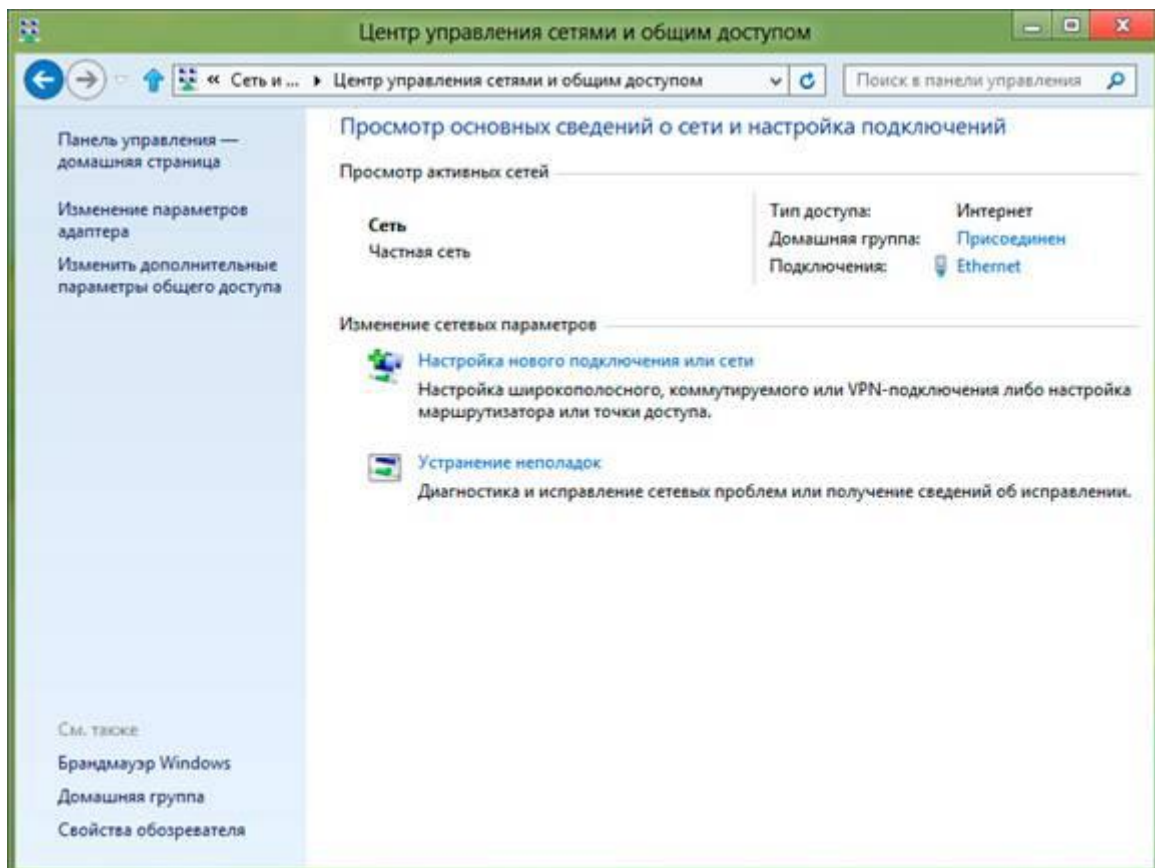 Центр управления сетями и общим доступом
« Сеть и ... ▸ Центр управления сетями и общим доступом
Поиск в панели управления
Панель управления —
домашняя страница
Изменение параметров
адаптера
Изменить дополнительные
параметры общего доступа
См. также
Брандмауэр Windows
Домашняя группа
Свойства обозревателя
Просмотр основных сведений о сети и настройка подключений
Просмотр активных сетей
Сеть
Частная сеть
Тип доступа: Интернет
Домашняя группа: Присоединен
Подключения: Ethernet
Изменение сетевых параметров
Настройка нового подключения или сети
Настройка широкополосного, коммутируемого или VPN-подключения либо настройка
маршрутизатора или точки доступа.
Устранение неполадок
Диагностика и исправление сетевых проблем или получение сведений об исправлении.